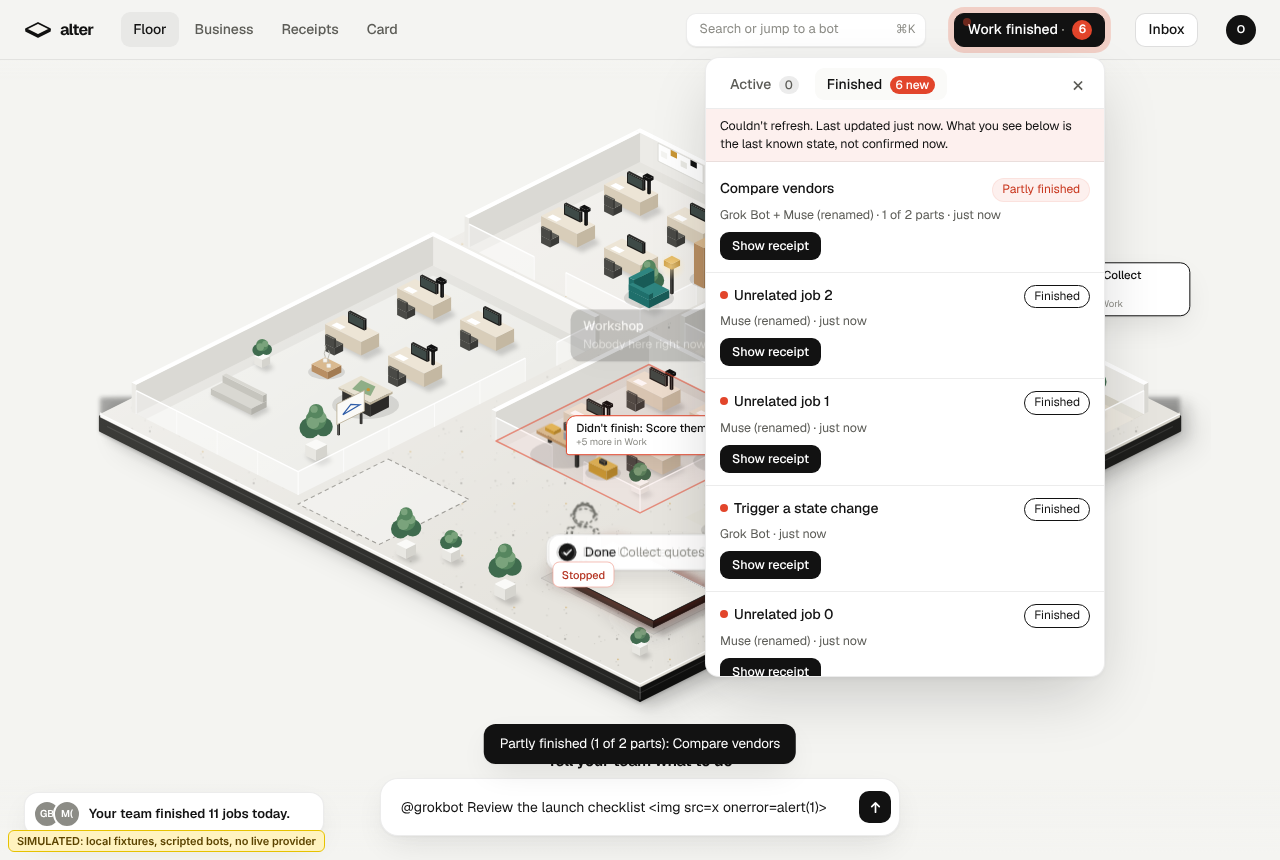 alter
Floor
Business
Receipts
Card
Search or jump to a bot
⌘K
Work finished · 6
Inbox
O
Active 0
Finished 6 new
Couldn't refresh. Last updated just now. What you see below is
the last known state, not confirmed now.
Compare vendors
Partly finished
Grok Bot + Muse (renamed) · 1 of 2 parts · just now
Show receipt
Unrelated job 2
Finished
Muse (renamed) · just now
Show receipt
Unrelated job 1
Finished
Muse (renamed) · just now
Show receipt
Trigger a state change
Finished
Grok Bot · just now
Show receipt
Unrelated job 0
Finished
Muse (renamed) · just now
Show receipt
Collect
Work
Workshop
Nobody here right now
Didn't finish: Score them
+5 more in Work
Done Collect quotes
Stopped
Partly finished (1 of 2 parts): Compare vendors
Tell your team what to do
@grokbot Review the launch checklist <img src=x onerror=alert(1)>
GB M(
Your team finished 11 jobs today.
SIMULATED: local fixtures, scripted bots, no live provider